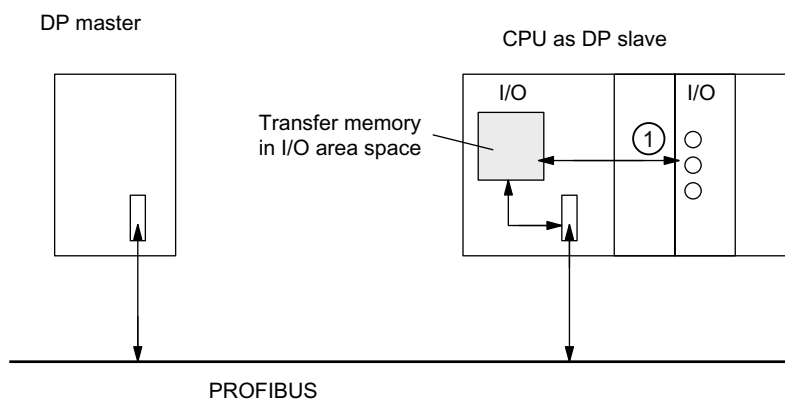 DP master
CPU as DP slave
I/O
I/O
Transfer memory
in I/O area space
1
PROFIBUS